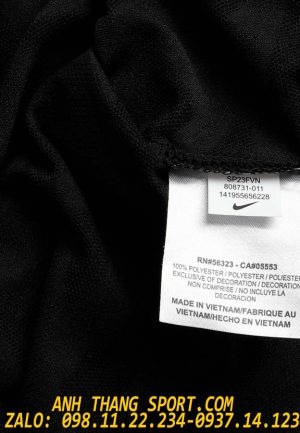 SP23FVN
808731-011
141955656228
RN#56323 - CA#05553
100% POLYESTER / POLYESTER / POLIESTER
EXCLUSIVE OF DECORATION / DECORATION
NON COMPRISE / NO INCLUYE LA
DECORACION
MADE IN VIETNAM/FABRIQUE AU
VIETNAM/HECHO EN VIETNAM
ANH THANG SPORT.COM
ZALO: 098.11.22.234-0937.14.123